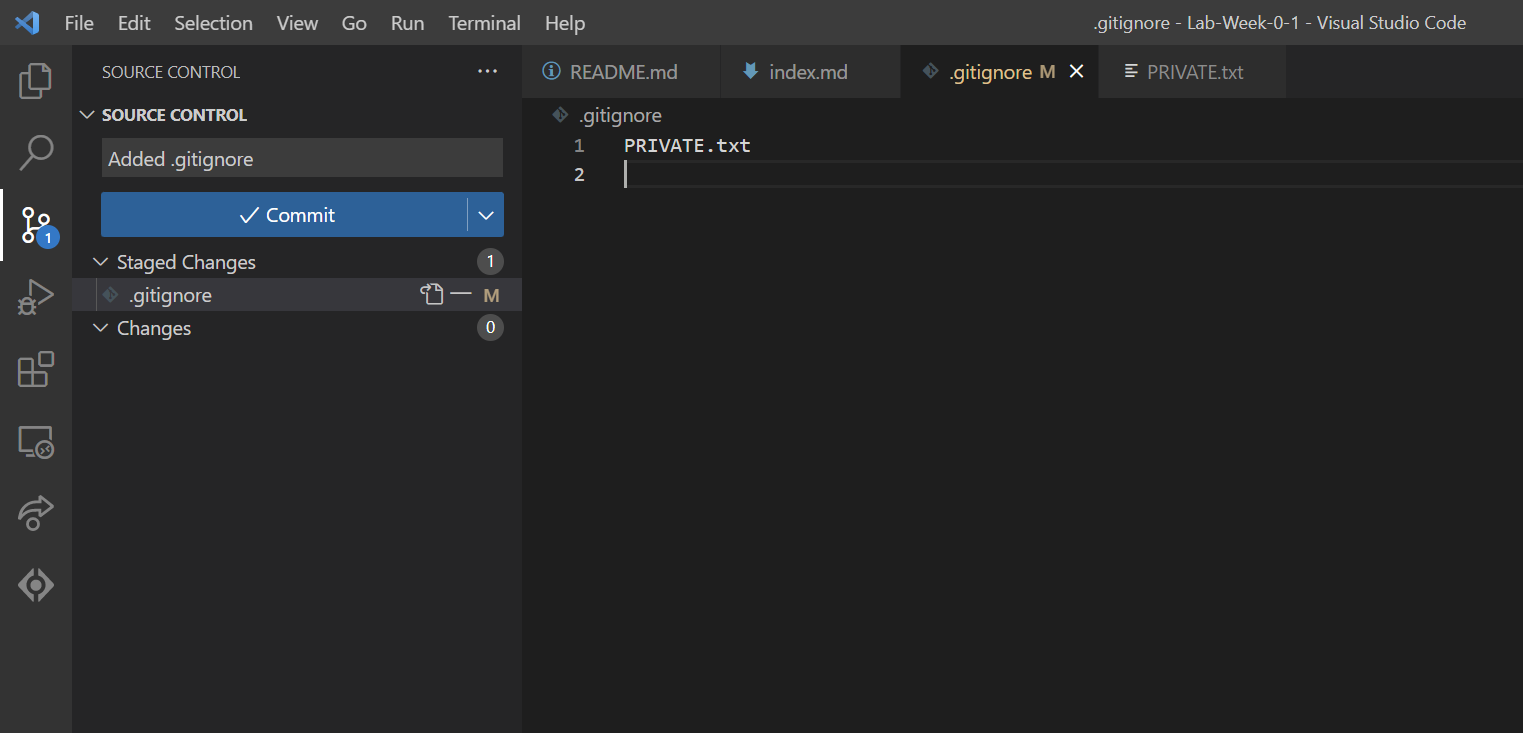 File Edit Selection View Go Run Terminal Help .gitignore - Lab-Week-0-1 - Visual Studio Code
SOURCE CONTROL ···
SOURCE CONTROL
Added .gitignore
Commit
Staged Changes 1
.gitignore M
Changes 0
1
README.md index.md .gitignore M PRIVATE.txt
.gitignore
1 PRIVATE.txt
2